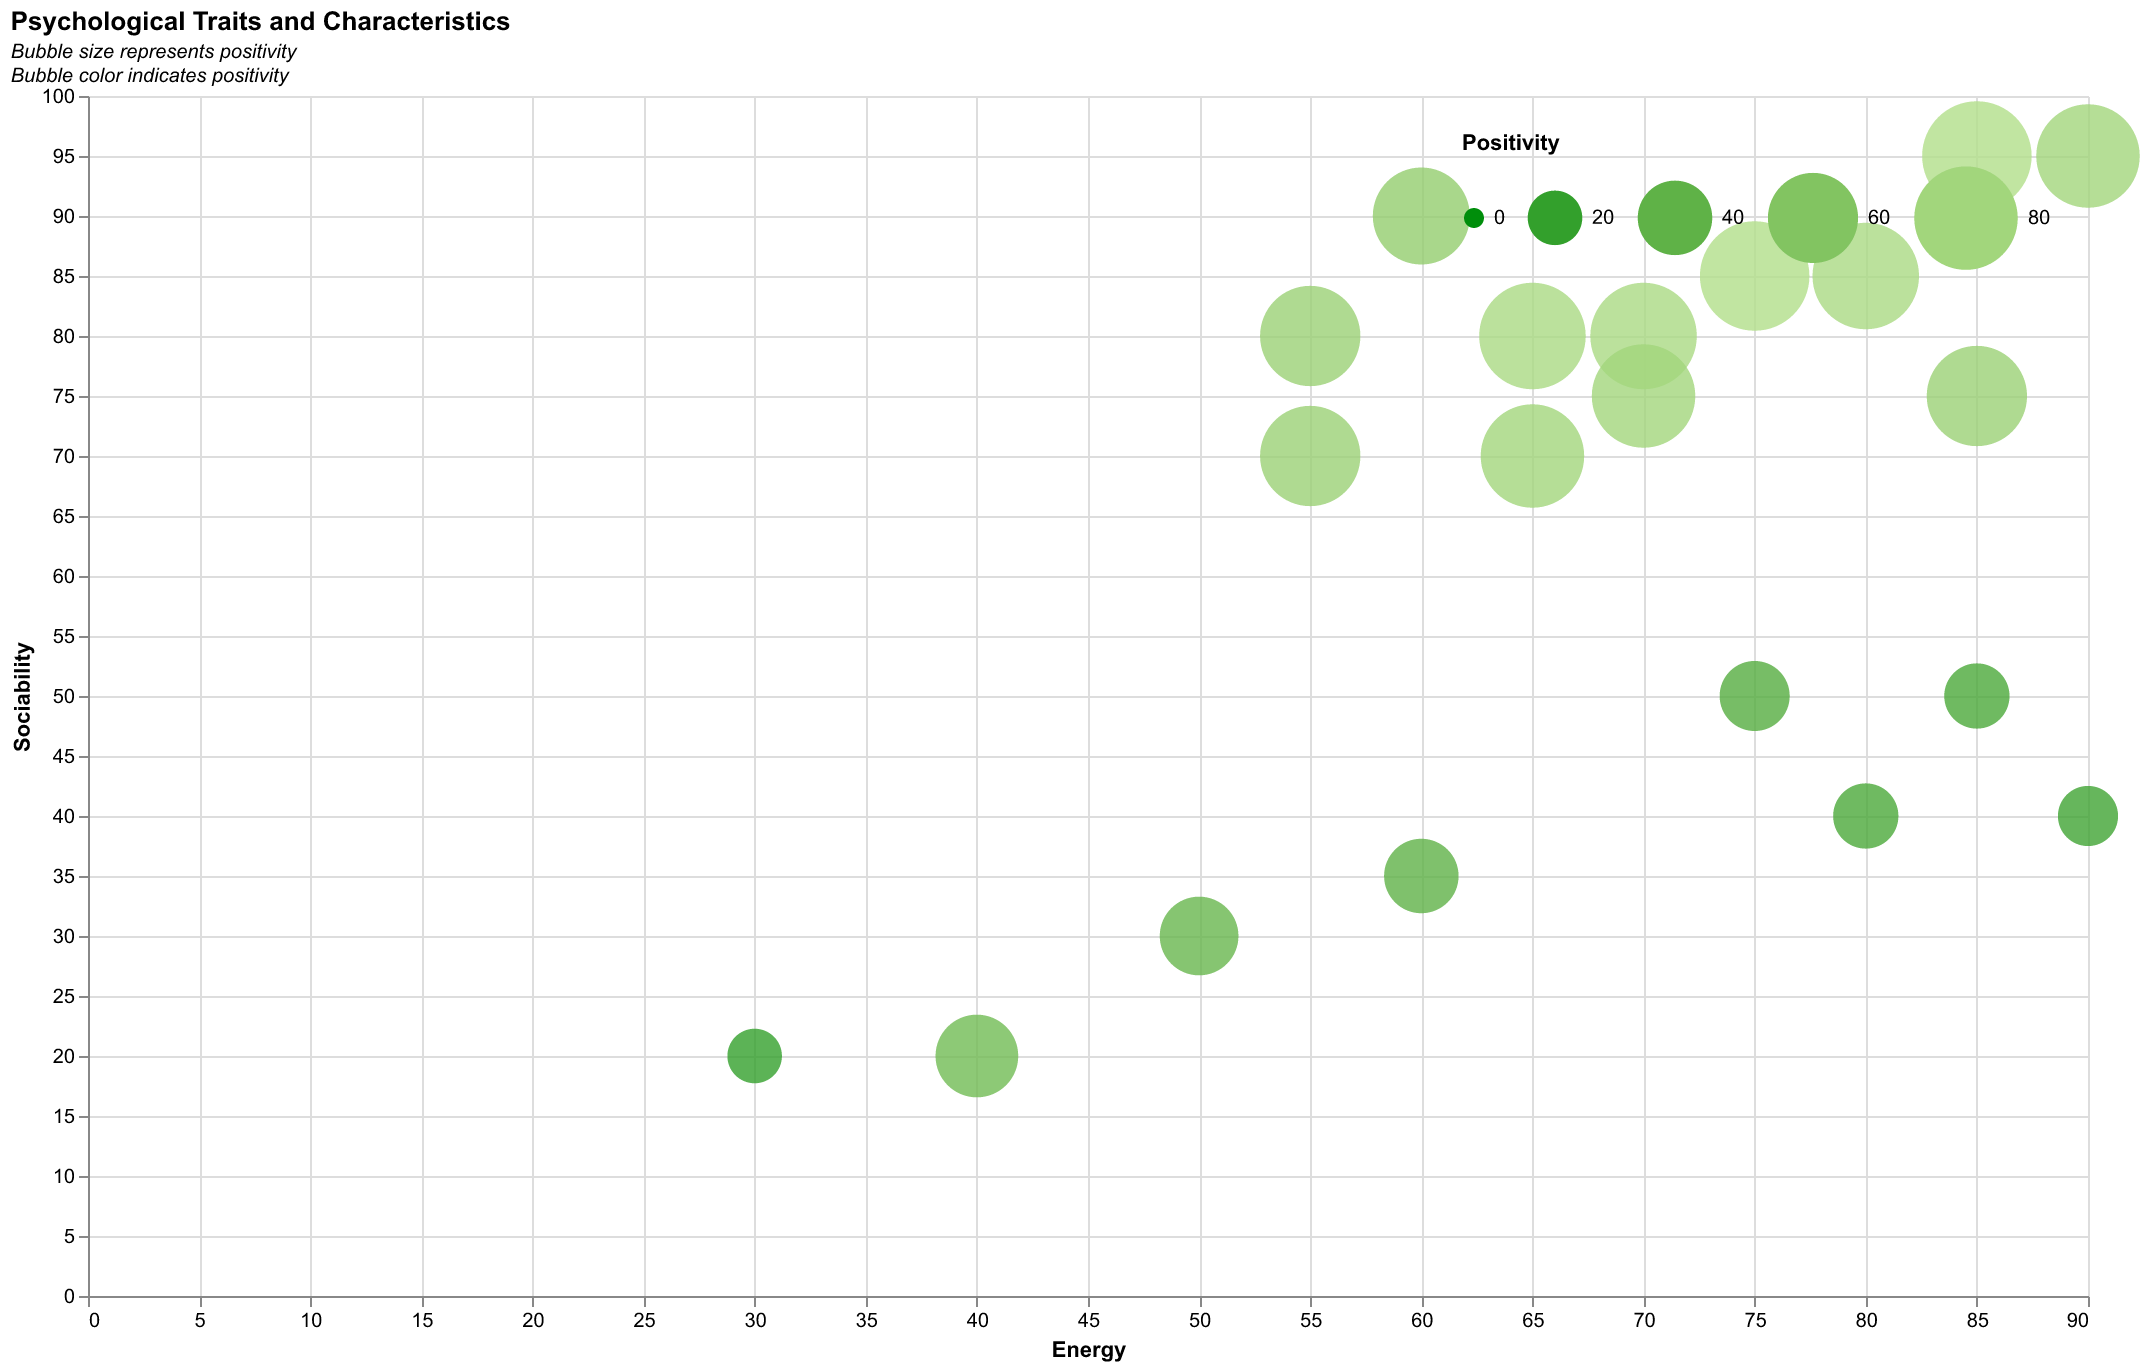 Psychological Traits and Characteristics
Bubble size represents positivity
Bubble color indicates positivity
Positivity
0 20 40 60 80
Sociability
100
95
90
85
80
75
70
65
60
55
50
45
40
35
30
25
20
15
10
5
0
0 5 10 15 20 25 30 35 40 45 50 55 60 65 70 75 80 85 90
Energy